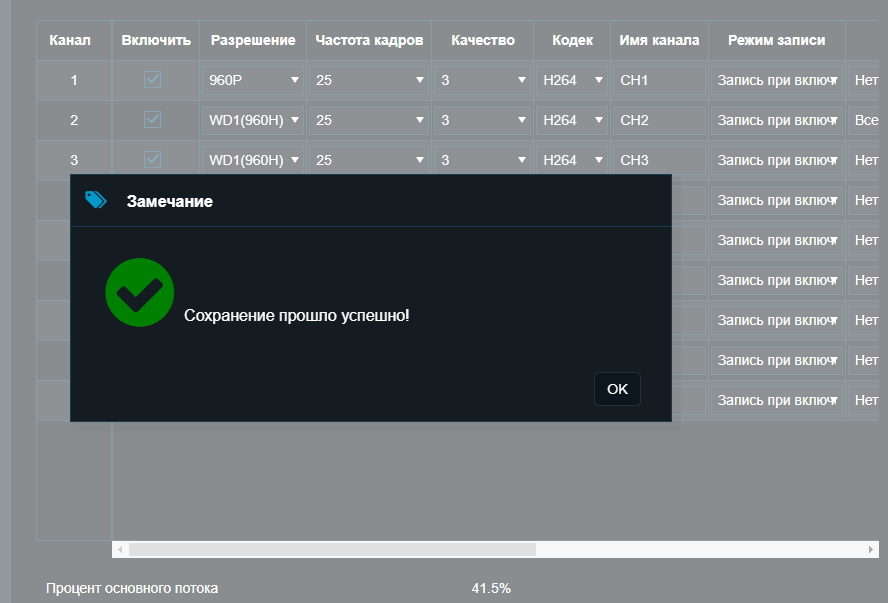 Канал Включить Разрешение Частота кадров Качество Кодек Имя канала Режим записи
1 960P 25 3 H264 CH1 Запись при включ Нет
2 WD1(960H) 25 3 H264 CH2 Запись при включ Все
3 WD1(960H) 25 3 H264 CH3 Запись при включ Нет
Замечание
Запись при включ Нет
Запись при включ Нет
Запись при включ Нет
Сохранение прошло успешно!
Запись при включ Нет
Запись при включ Нет
OK
Запись при включ Нет
Процент основного потока 41.5%